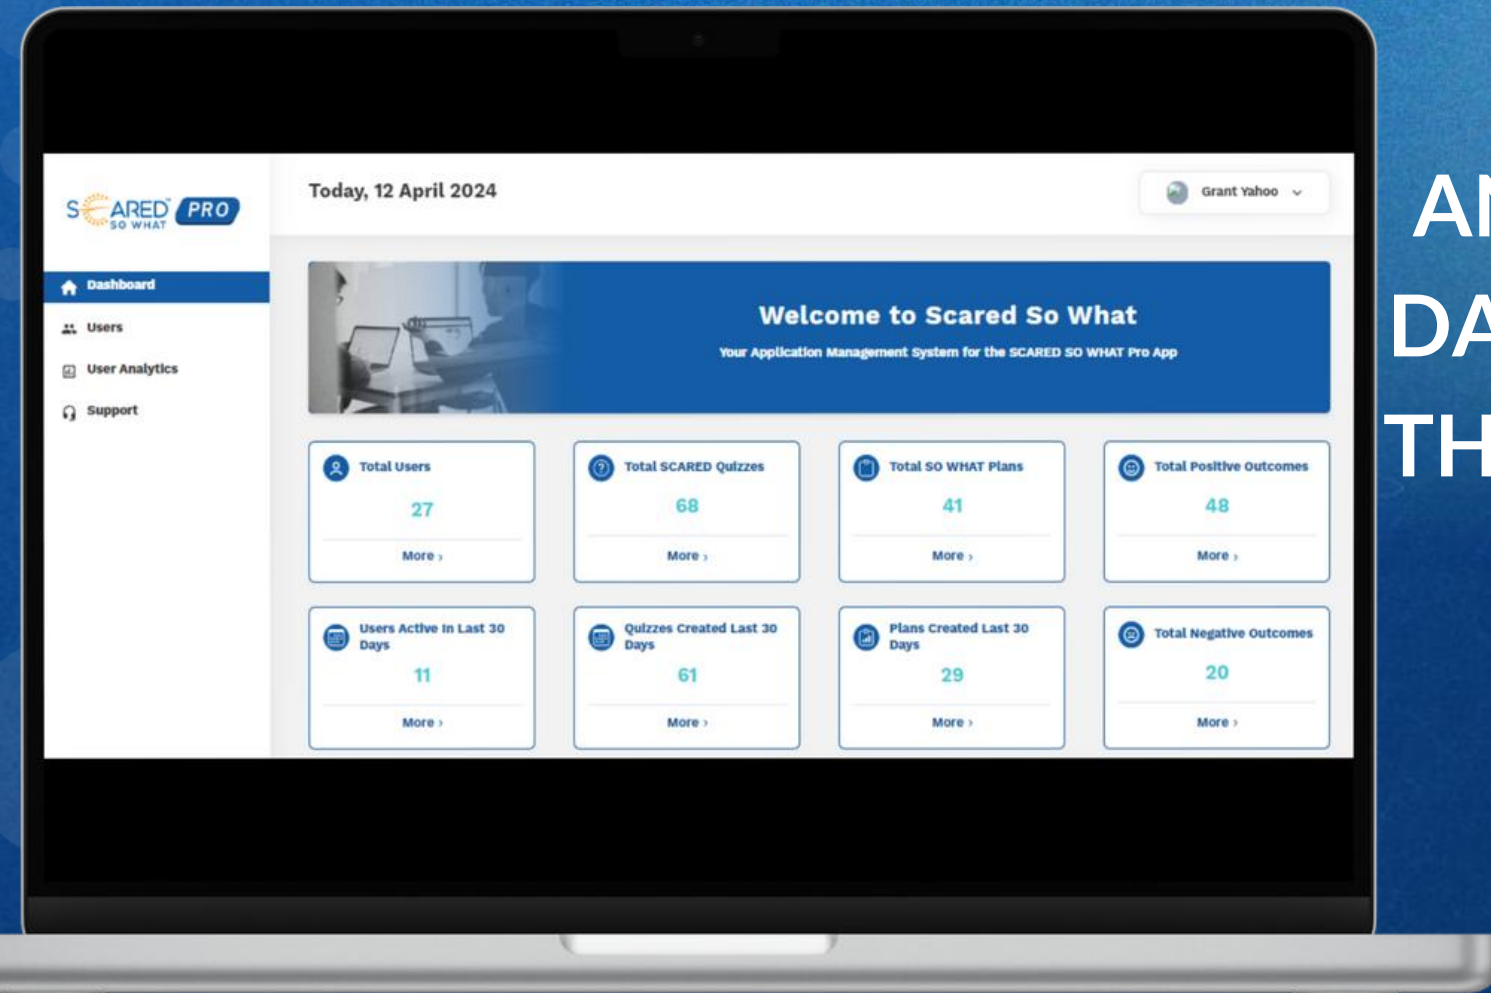 SCARED™ PRO
SO WHAT
Dashboard
Users
User Analytics
Support
Today, 12 April 2024
Grant Yahoo
Welcome to Scared So What
Your Application Management System for the SCARED SO WHAT Pro App
Total Users
27
More ›
Total SCARED Quizzes
68
More ›
Total SO WHAT Plans
41
More ›
Total Positive Outcomes
48
More ›
Users Active In Last 30
Days
11
More ›
Quizzes Created Last 30
Days
61
More ›
Plans Created Last 30
Days
29
More ›
Total Negative Outcomes
20
More ›